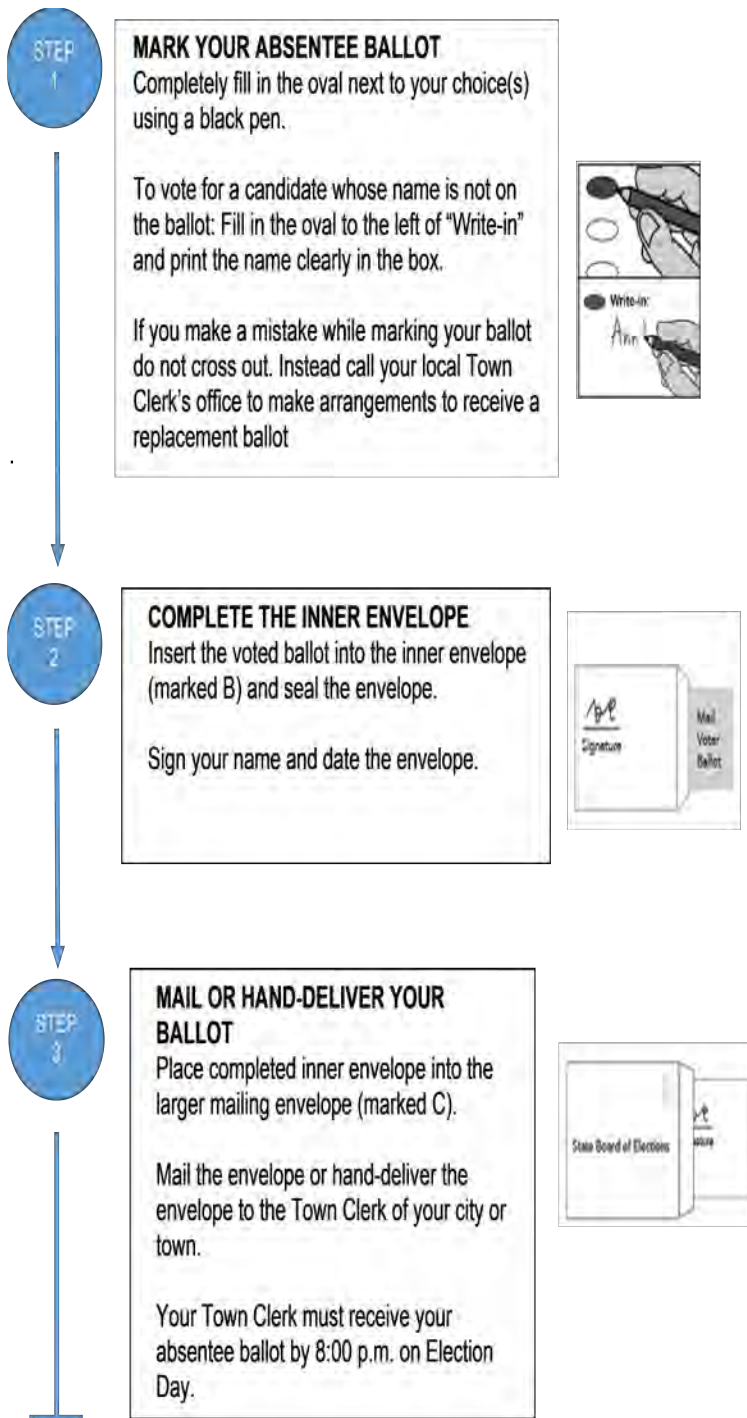 STEP
1
MARK YOUR ABSENTEE BALLOT
Completely fill in the oval next to your choice(s)
using a black pen.
To vote for a candidate whose name is not on
the ballot: Fill in the oval to the left of “Write-in”
and print the name clearly in the box.
If you make a mistake while marking your ballot
do not cross out. Instead call your local Town
Clerk’s office to make arrangements to receive a
replacement ballot
Write-in:
Ann
.
STEP
2
COMPLETE THE INNER ENVELOPE
Insert the voted ballot into the inner envelope
(marked B) and seal the envelope.
Sign your name and date the envelope.
Signature
Mail
Voter
Ballot
STEP
3
MAIL OR HAND-DELIVER YOUR
BALLOT
Place completed inner envelope into the
larger mailing envelope (marked C).
Mail the envelope or hand-deliver the
envelope to the Town Clerk of your city or
town.
Your Town Clerk must receive your
absentee ballot by 8:00 p.m. on Election
Day.
State Board of Elections